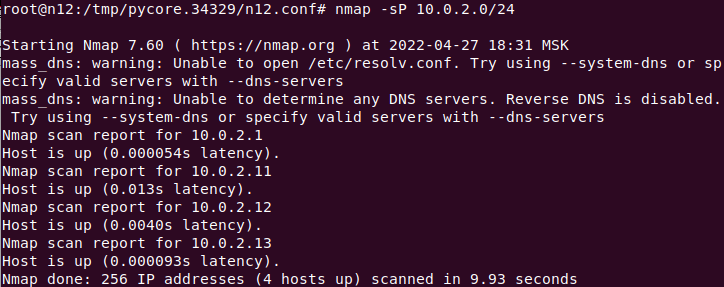 root@n12:/tmp/pycore.34329/n12.conf# nmap -sP 10.0.2.0/24
Starting Nmap 7.60 ( https://nmap.org ) at 2022-04-27 18:31 MSK
mass_dns: warning: Unable to open /etc/resolv.conf. Try using --system-dns or sp
ecify valid servers with --dns-servers
mass_dns: warning: Unable to determine any DNS servers. Reverse DNS is disabled.
 Try using --system-dns or specify valid servers with --dns-servers
Nmap scan report for 10.0.2.1
Host is up (0.000054s latency).
Nmap scan report for 10.0.2.11
Host is up (0.013s latency).
Nmap scan report for 10.0.2.12
Host is up (0.0040s latency).
Nmap scan report for 10.0.2.13
Host is up (0.000093s latency).
Nmap done: 256 IP addresses (4 hosts up) scanned in 9.93 seconds